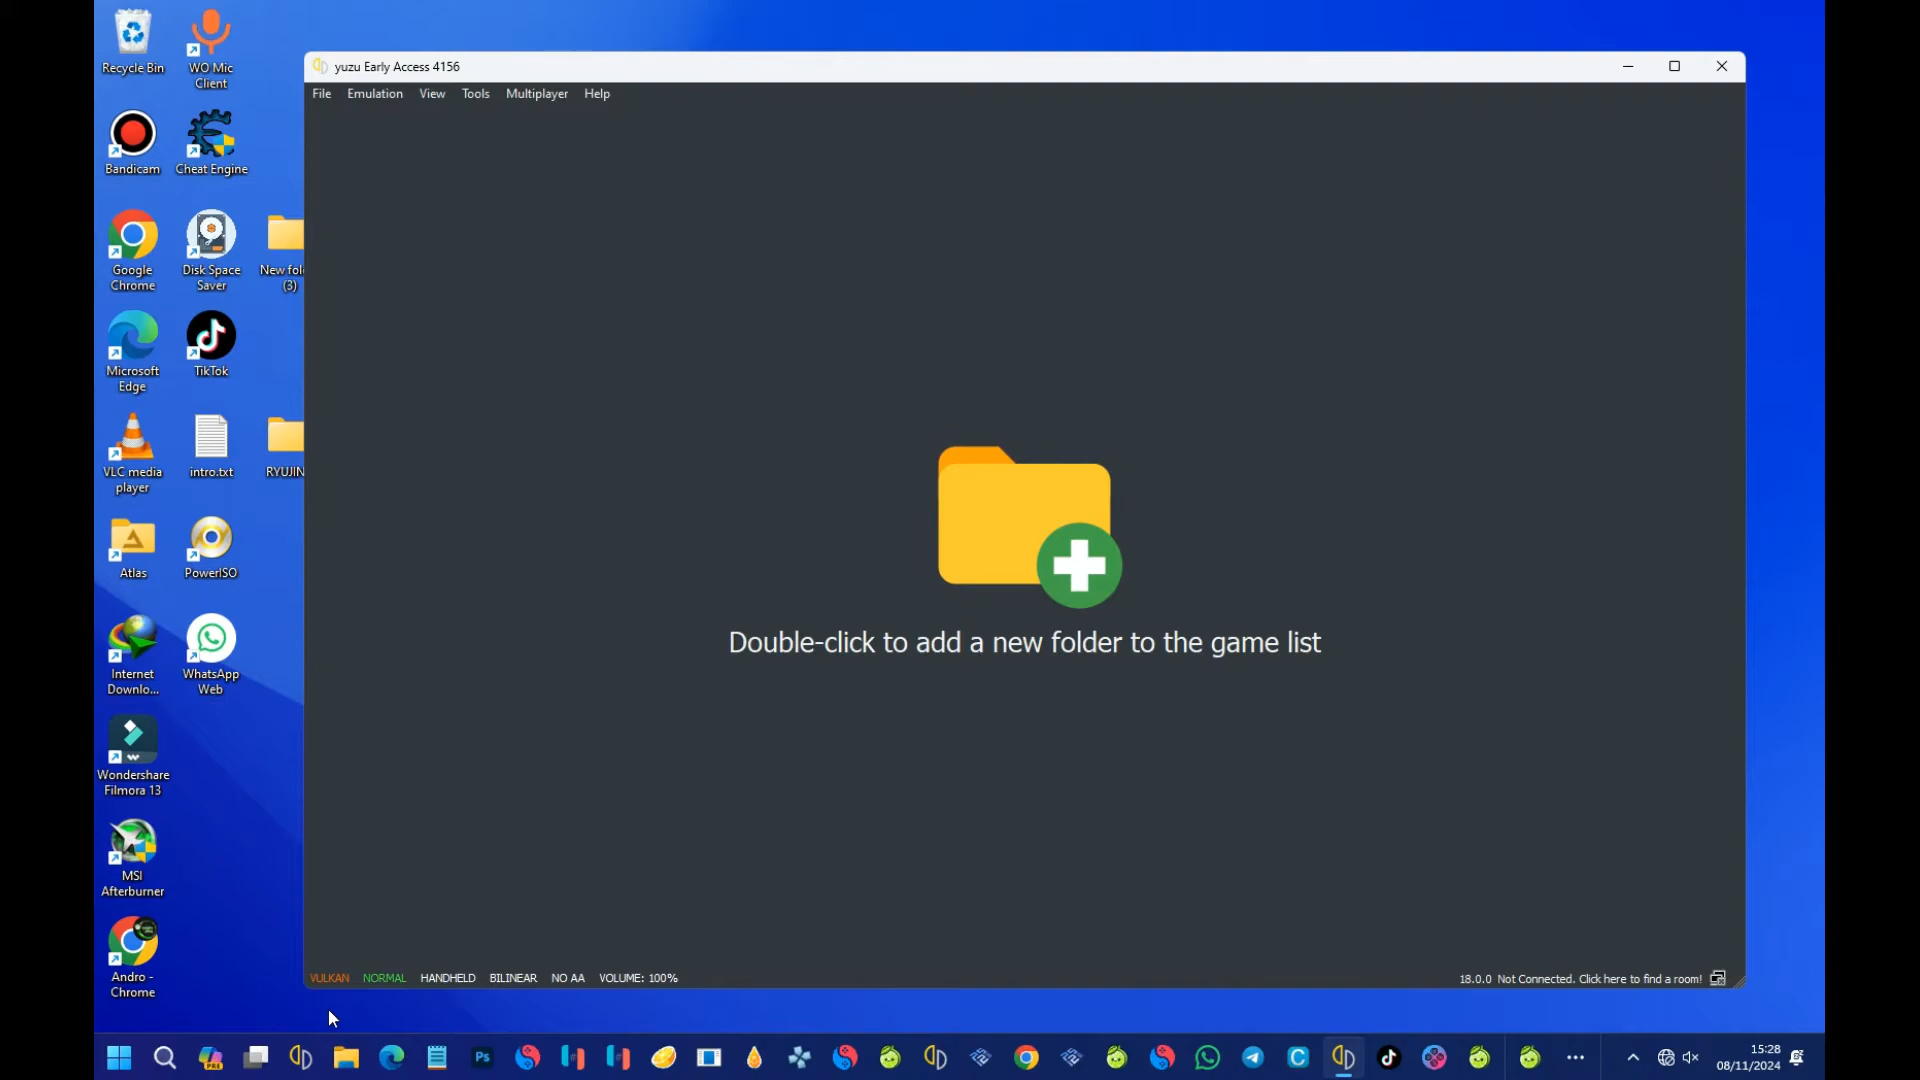 Recycle Bin
WO Mic
Client
Bandicam
Cheat Engine
Google
Chrome
Disk Space
Saver
New fol
(3)
Microsoft
Edge
TikTok
VLC media
player
intro.txt
RYUJIN
Atlas
PowerISO
Internet
Downlo...
WhatsApp
Web
Wondershare
Filmora 13
MSI
Afterburner
Andro -
Chrome
yuzu Early Access 4156
File Emulation View Tools Multiplayer Help
Double-click to add a new folder to the game list
VULKAN NORMAL HANDHELD BILINEAR NO AA VOLUME: 100%
18.0.0 Not Connected. Click here to find a room!
PRE
Ps
C
15:28
08/11/2024